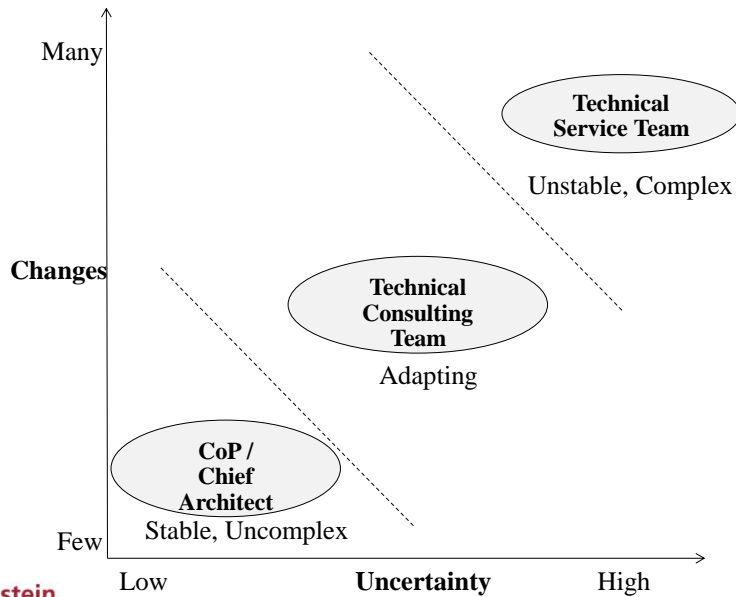 Many
Technical
Service Team
Unstable, Complex
Changes
Technical
Consulting
Team
Adapting
CoP /
Chief
Architect
Stable, Uncomplex
Few
Low
Uncertainty
High
stein